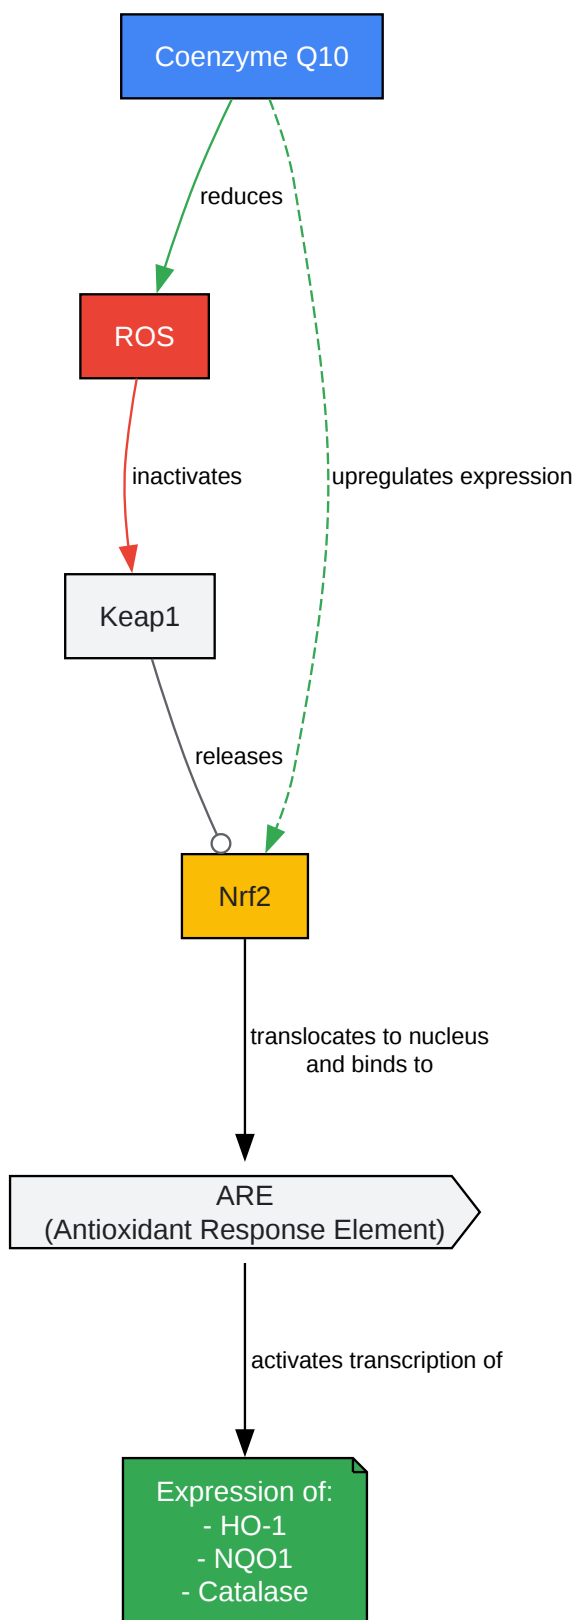 Coenzyme Q10
reduces
ROS
inactivates
upregulates expression
Keap1
releases
Nrf2
translocates to nucleus
and binds to
ARE
(Antioxidant Response Element)
activates transcription of
Expression of:
- HO-1
- NQO1
- Catalase